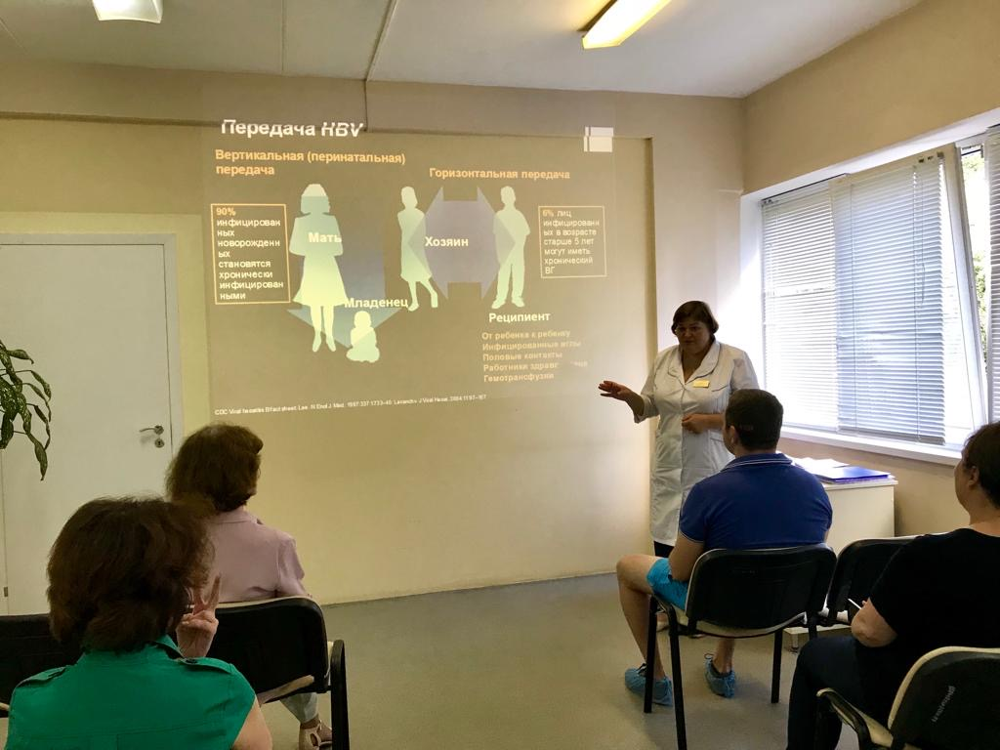 Передача HBV
Вертикальная (перинатальная)
передача
Горизонтальная передача
90%
инфицирован
ных
новорожденн
ых
становятся
хронически
инфицирован
ными
Мать
Младенец
Хозяин
6% лиц
инфицированн
ых в возрасте
старше 5 лет
могут иметь
хронический
ВГ
Реципиент
От ребенка к ребенку
Инфицированные иглы
Половые контакты
Работники
Гемотрансфузии
CDC Viral hepatitis B fact sheet; Lee. N Engl J Med. 1997;337:1733-45; Lavanchy. J Viral Hepat. 2004:11:97-107